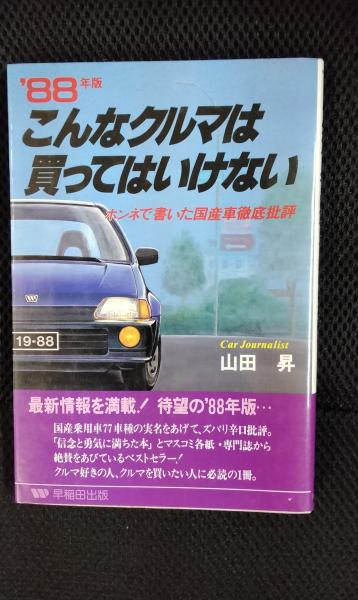 '88年版
こんなクルマは
買ってはいけない
ホンネで書いた国産車徹底批評
19-88
Car Journalist
山田 昇
最新情報を満載！ 待望の'88年版…
国産乗用車77車種の実名をあげて、ズバリ辛口批評。
「信念と勇気に満ちた本」とマスコミ各紙・専門誌から
絶賛をあびているベストセラー！
クルマ好きの人、クルマを買いたい人に必読の1冊。
早稲田出版